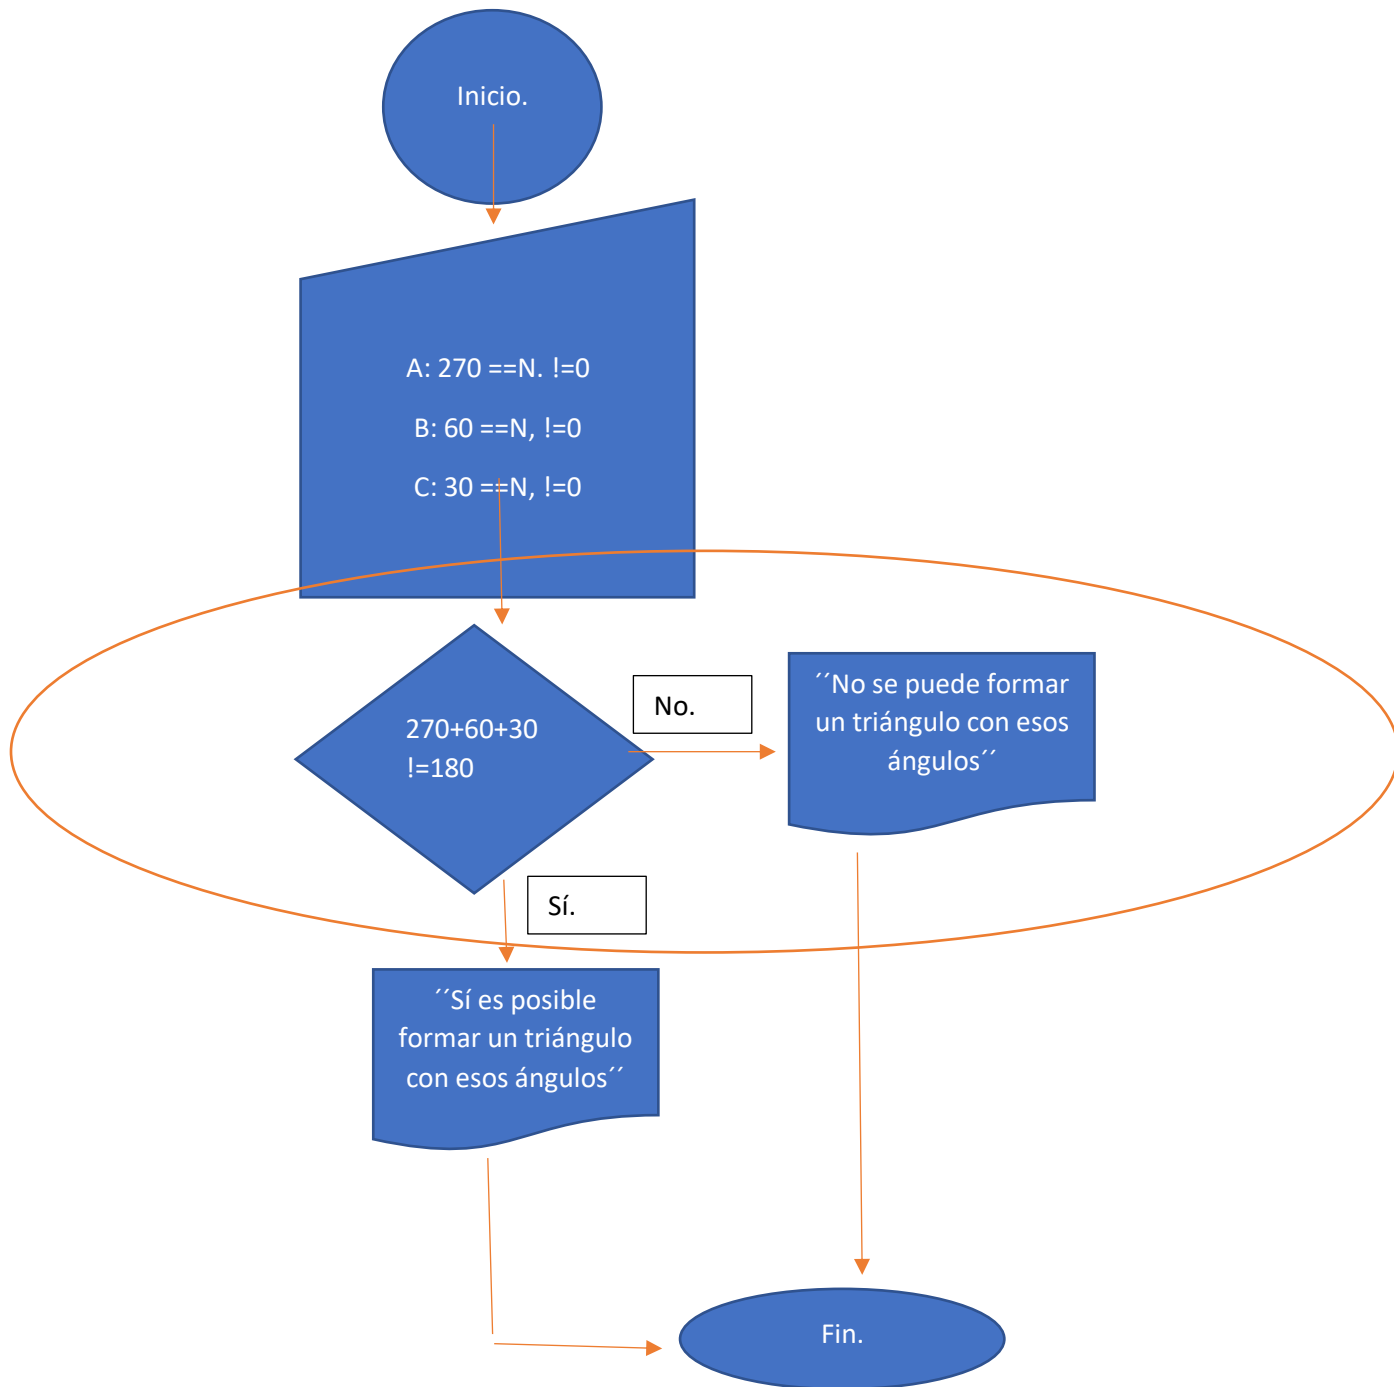 Inicio.
A: 270 ==N. !=0
B: 60 ==N, !=0
C: 30 ==N, !=0
270+60+30
!=180
No.
´´No se puede formar
un triángulo con esos
ángulos´´
Sí.
´´Sí es posible
formar un triángulo
con esos ángulos´´
Fin.